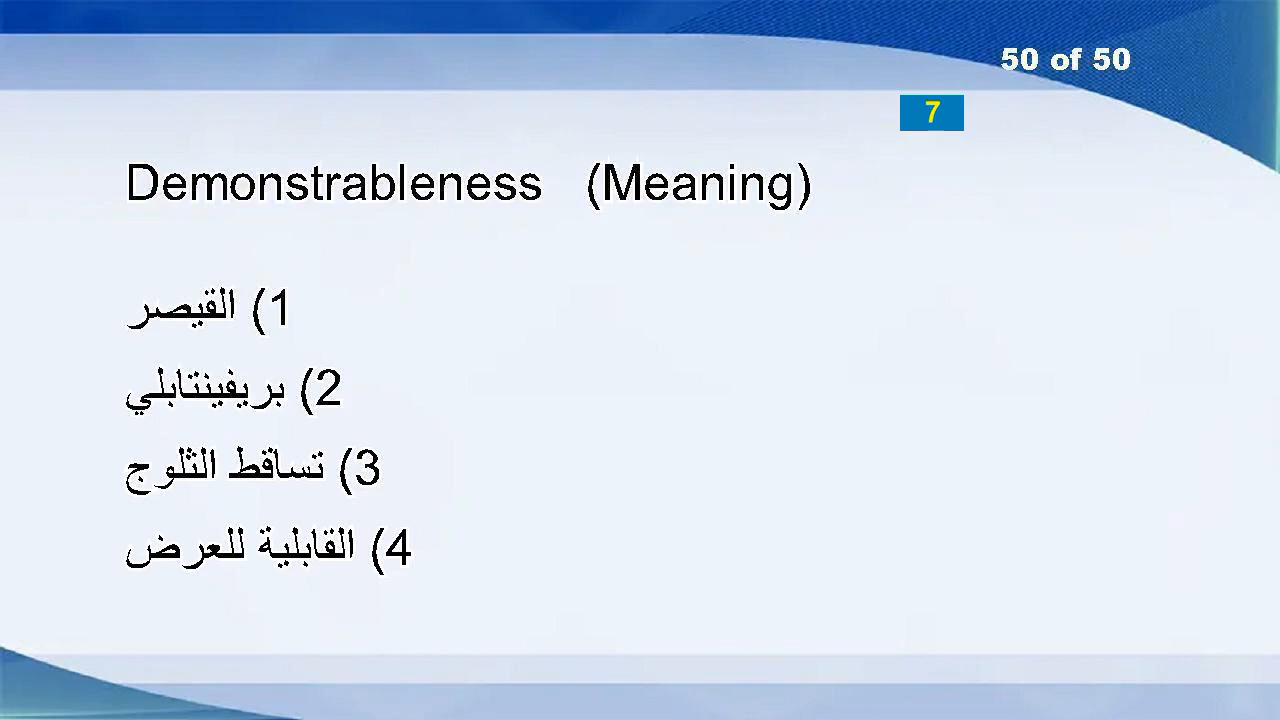 50 of 50
7
Demonstrableness (Meaning)
1) القيصر
2) بريفينتابلي
3) تساقط الثلوج
4) القابلية للعرض